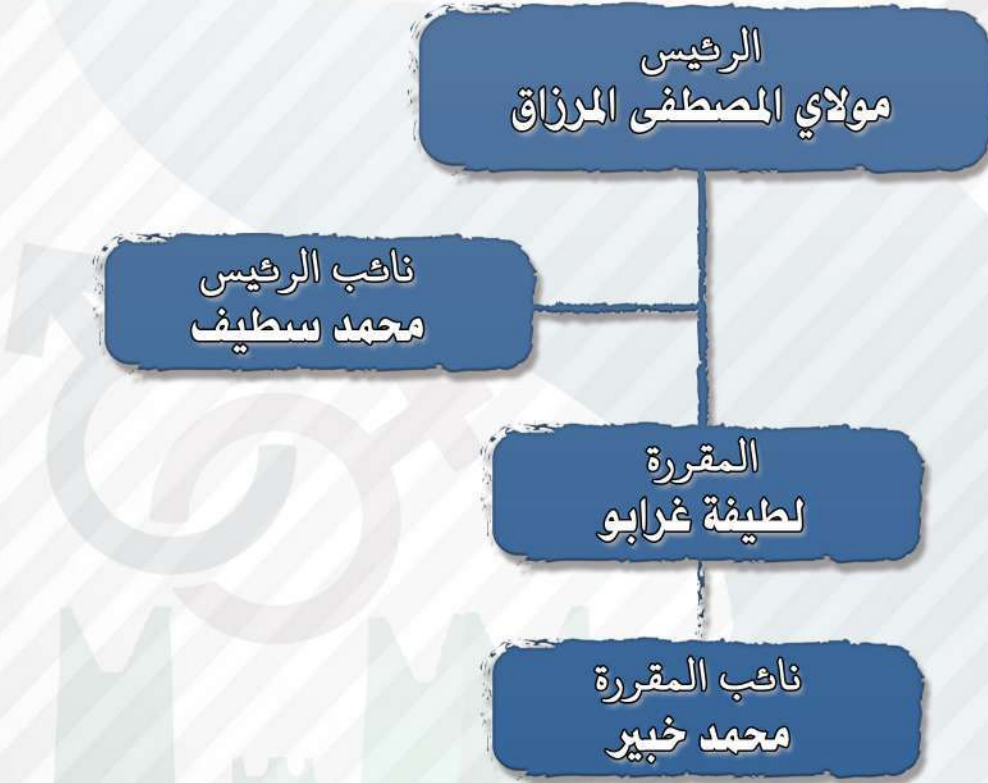 الرئيس
مولاي المصطفى المرزاق
نائب الرئيس
محمد سطيف
المقررة
لطيفة غرابو
نائب المقررة
محمد خبير